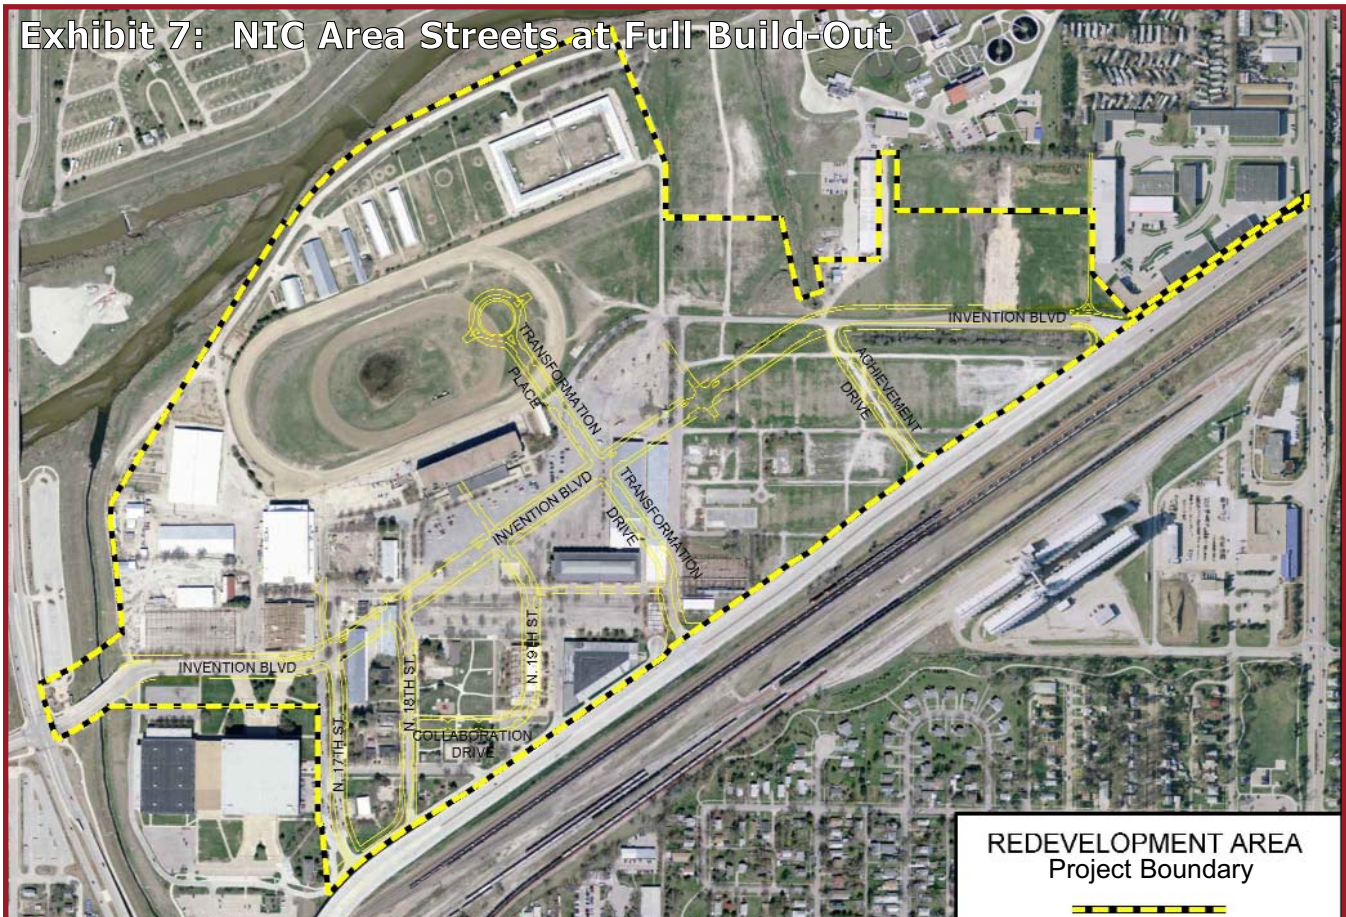 Exhibit 7: NIC Area Streets at Full Build-Out
INVENTION BLVD
TRANSFORMATION
PLACE
ACHIEVEMENT
DRIVE
INVENTION BLVD
TRANSFORMATION
DRIVE
INVENTION BLVD
N. 19TH ST.
N. 18TH ST.
N. 17TH ST.
COLLABORATION
DRIVE
REDEVELOPMENT AREA
Project Boundary